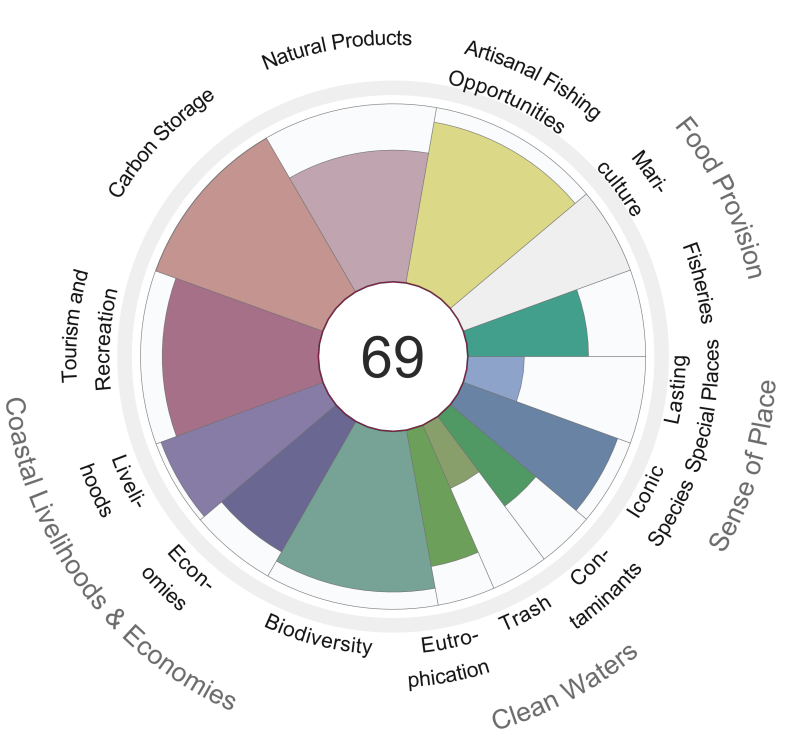 Natural Products
Artisanal Fishing
Opportunities
Mari-
culture
Food Provision
Fisheries
Lasting
Special Places
Sense of Place
Iconic
Species
Con-
taminants
Trash
Clean Waters
Eutro-
phication
Biodiversity
Econ-
omies
Liveli-
hoods
Coastal Livelihoods & Economies
Tourism and
Recreation
Carbon Storage
69